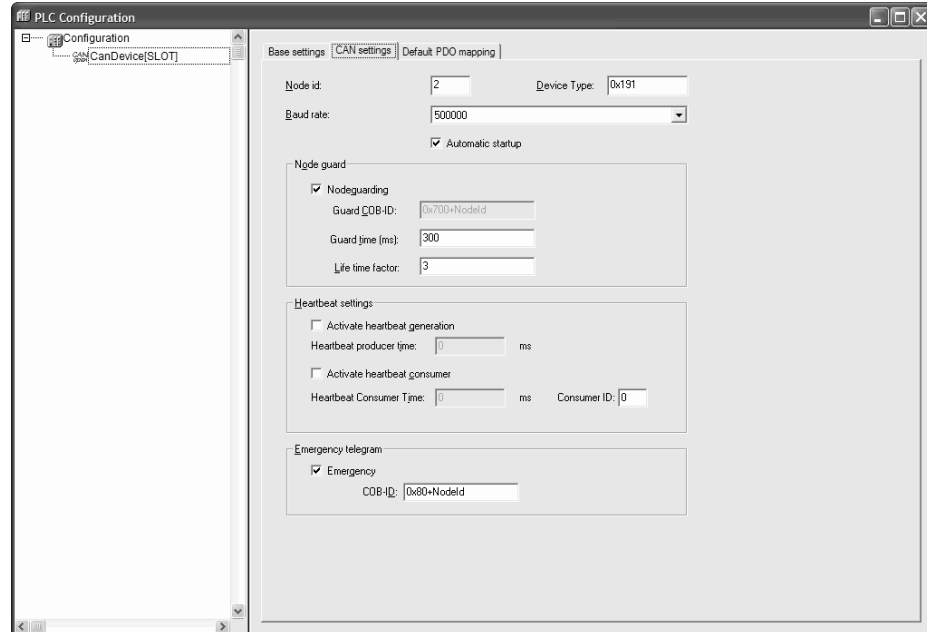 PLC Configuration
Configuration
CAN open CanDevice[SLOT]
Base settings CAN settings Default PDO mapping
Node id: 2 Device Type: 0x191
Baud rate: 500000
Automatic startup
Node guard
Nodeguarding
Guard COB-ID: 0x700+NodeId
Guard time (ms): 300
Life time factor: 3
Heartbeat settings
Activate heartbeat generation
Heartbeat producer time: 0 ms
Activate heartbeat consumer
Heartbeat Consumer Time: 0 ms Consumer ID: 0
Emergency telegram
Emergency
COB-ID: 0x80+NodeId